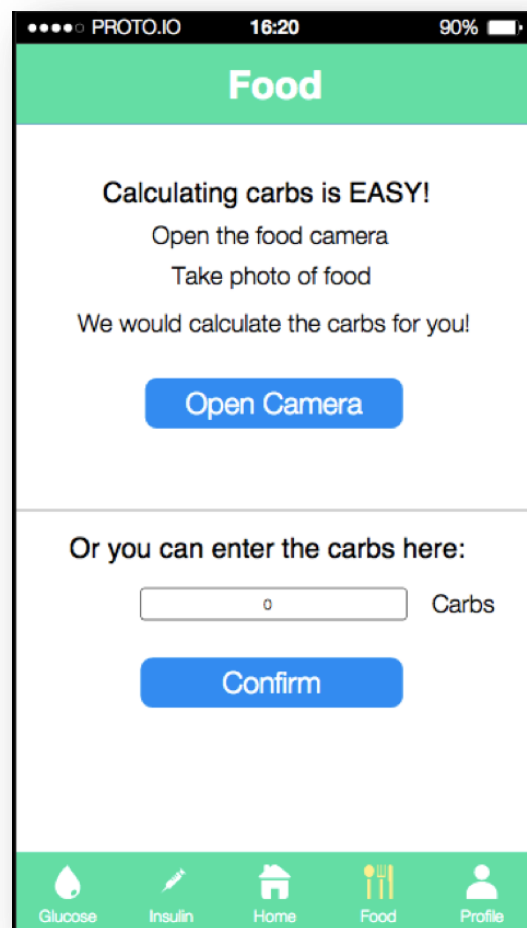 PROTO.IO 16:20 90%
Food
Calculating carbs is EASY!
Open the food camera
Take photo of food
We would calculate the carbs for you!
Open Camera
Or you can enter the carbs here:
0 Carbs
Confirm
Glucose Insulin Home Food Profile